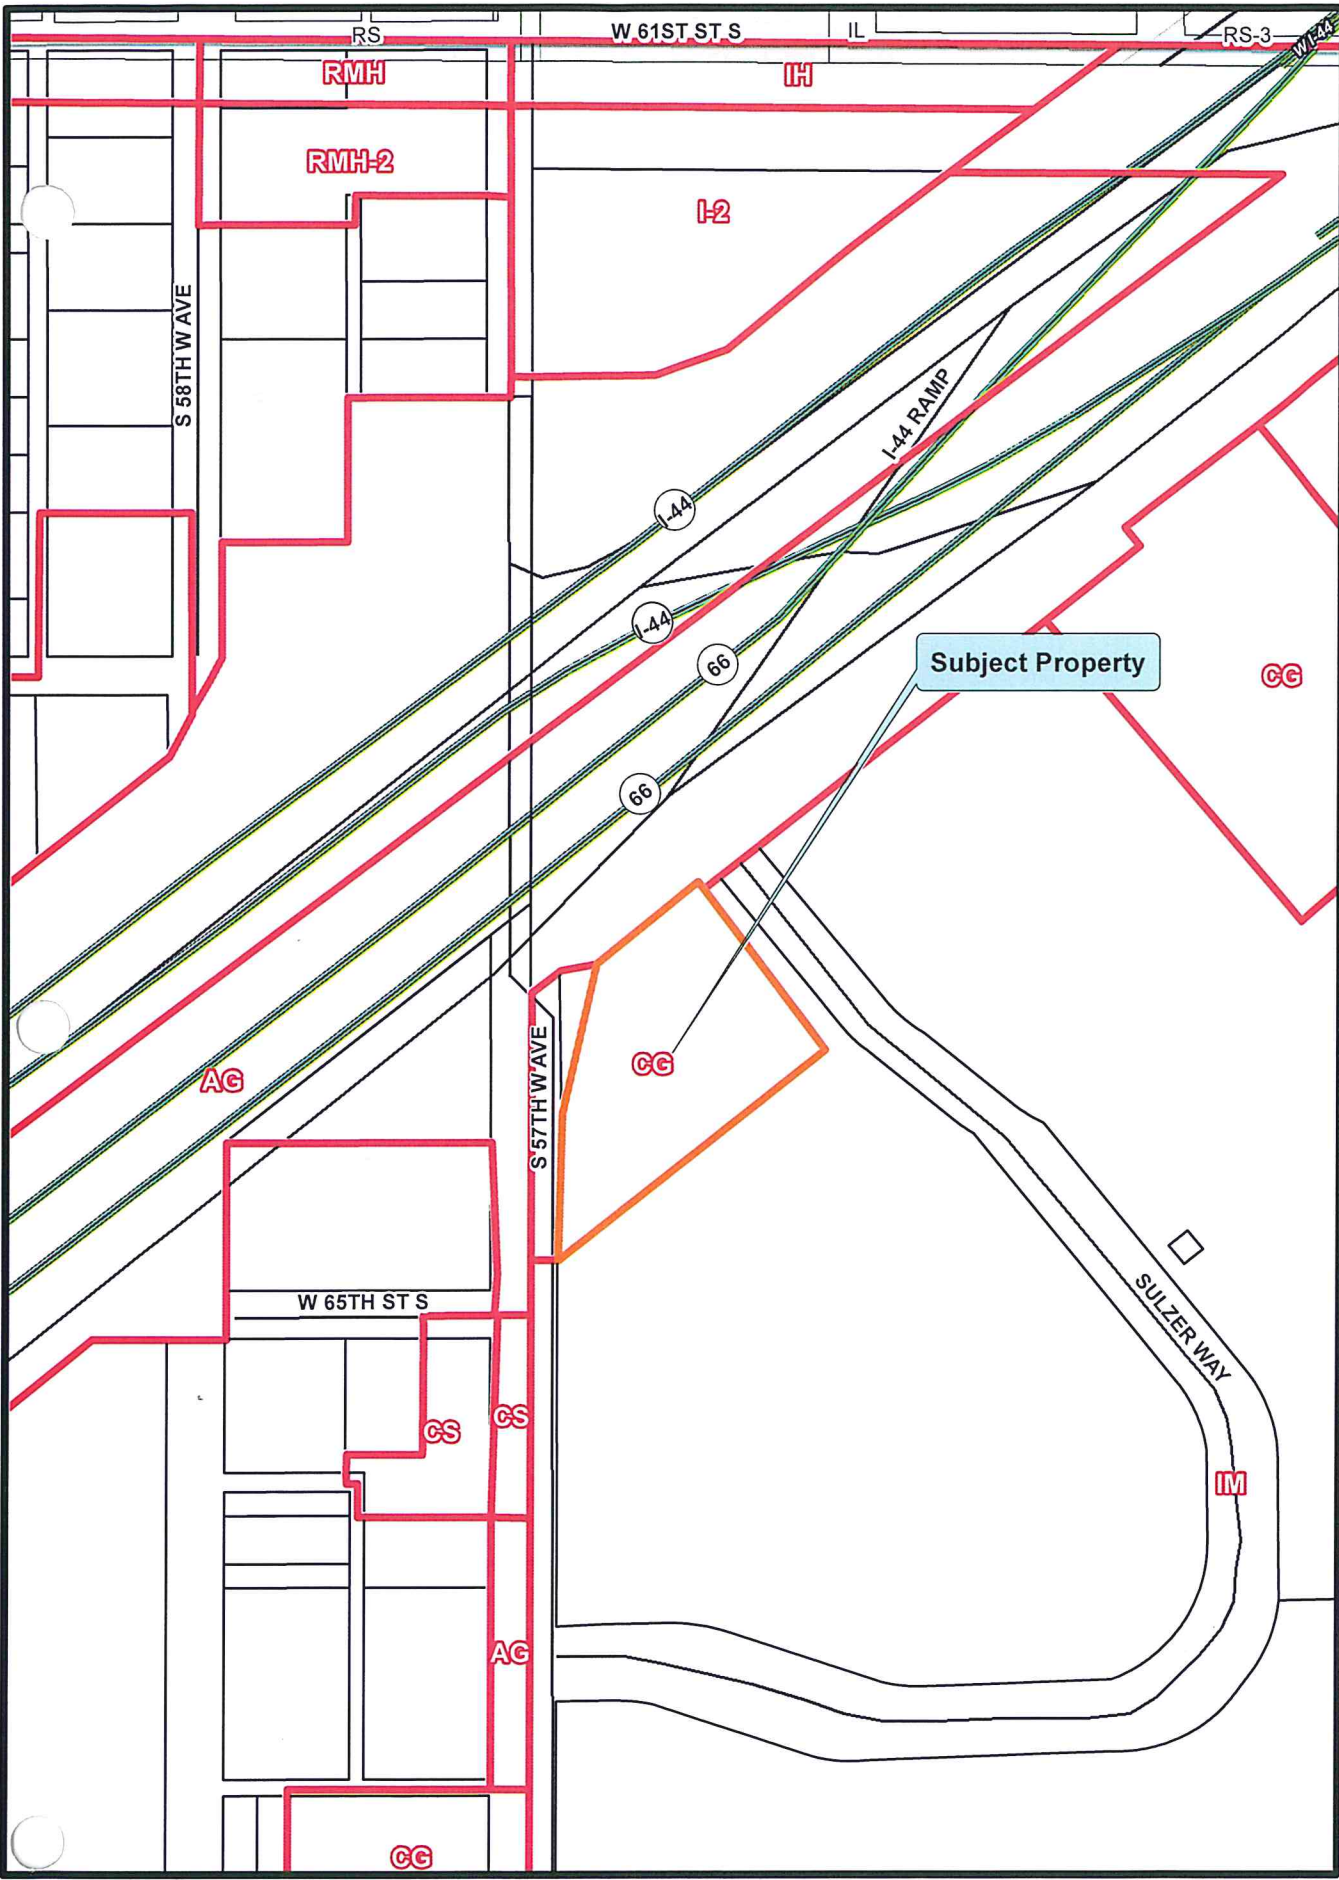 RS
W 61ST ST S
IL
RS-3
W I-44
RMH
IH
RMH-2
I-2
S 58TH W AVE
I-44 RAMP
I-44
I-44
66
Subject Property
CG
66
CG
S 57TH W AVE
AG
W 65TH ST S
SULZER WAY
CS
CS
IM
AG
CG